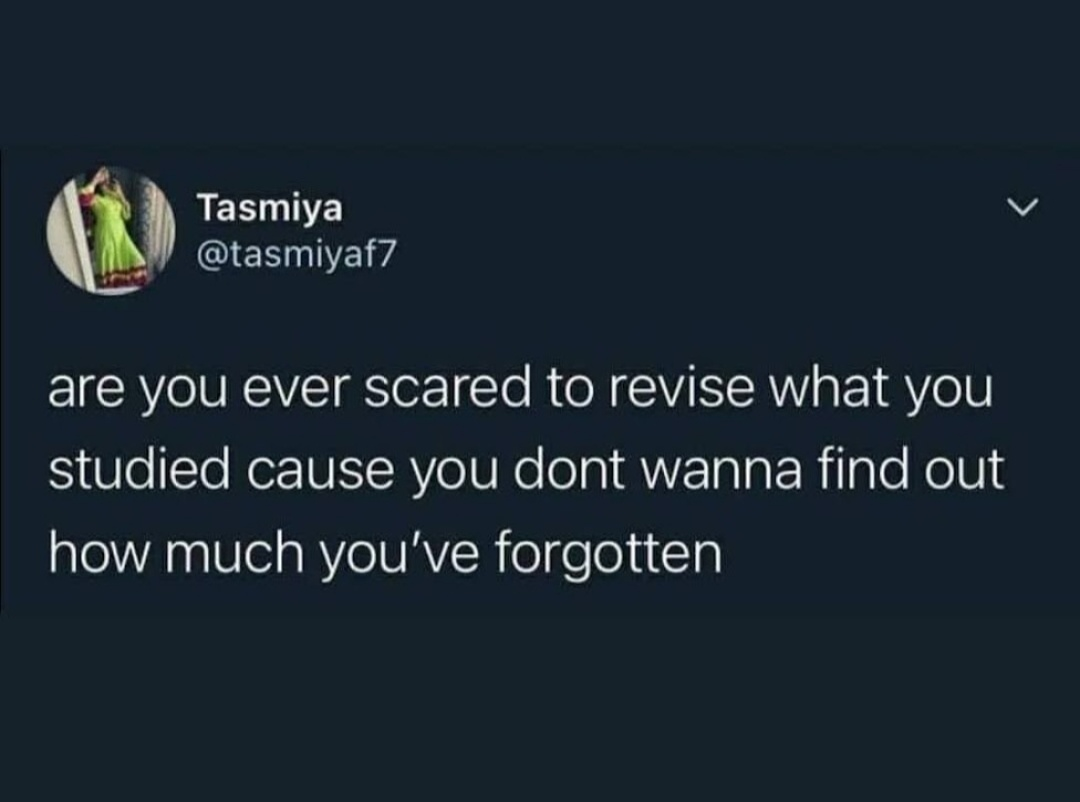 Tasmiya
@tasmiyaf7
are you ever scared to revise what you
studied cause you dont wanna find out
how much you've forgotten